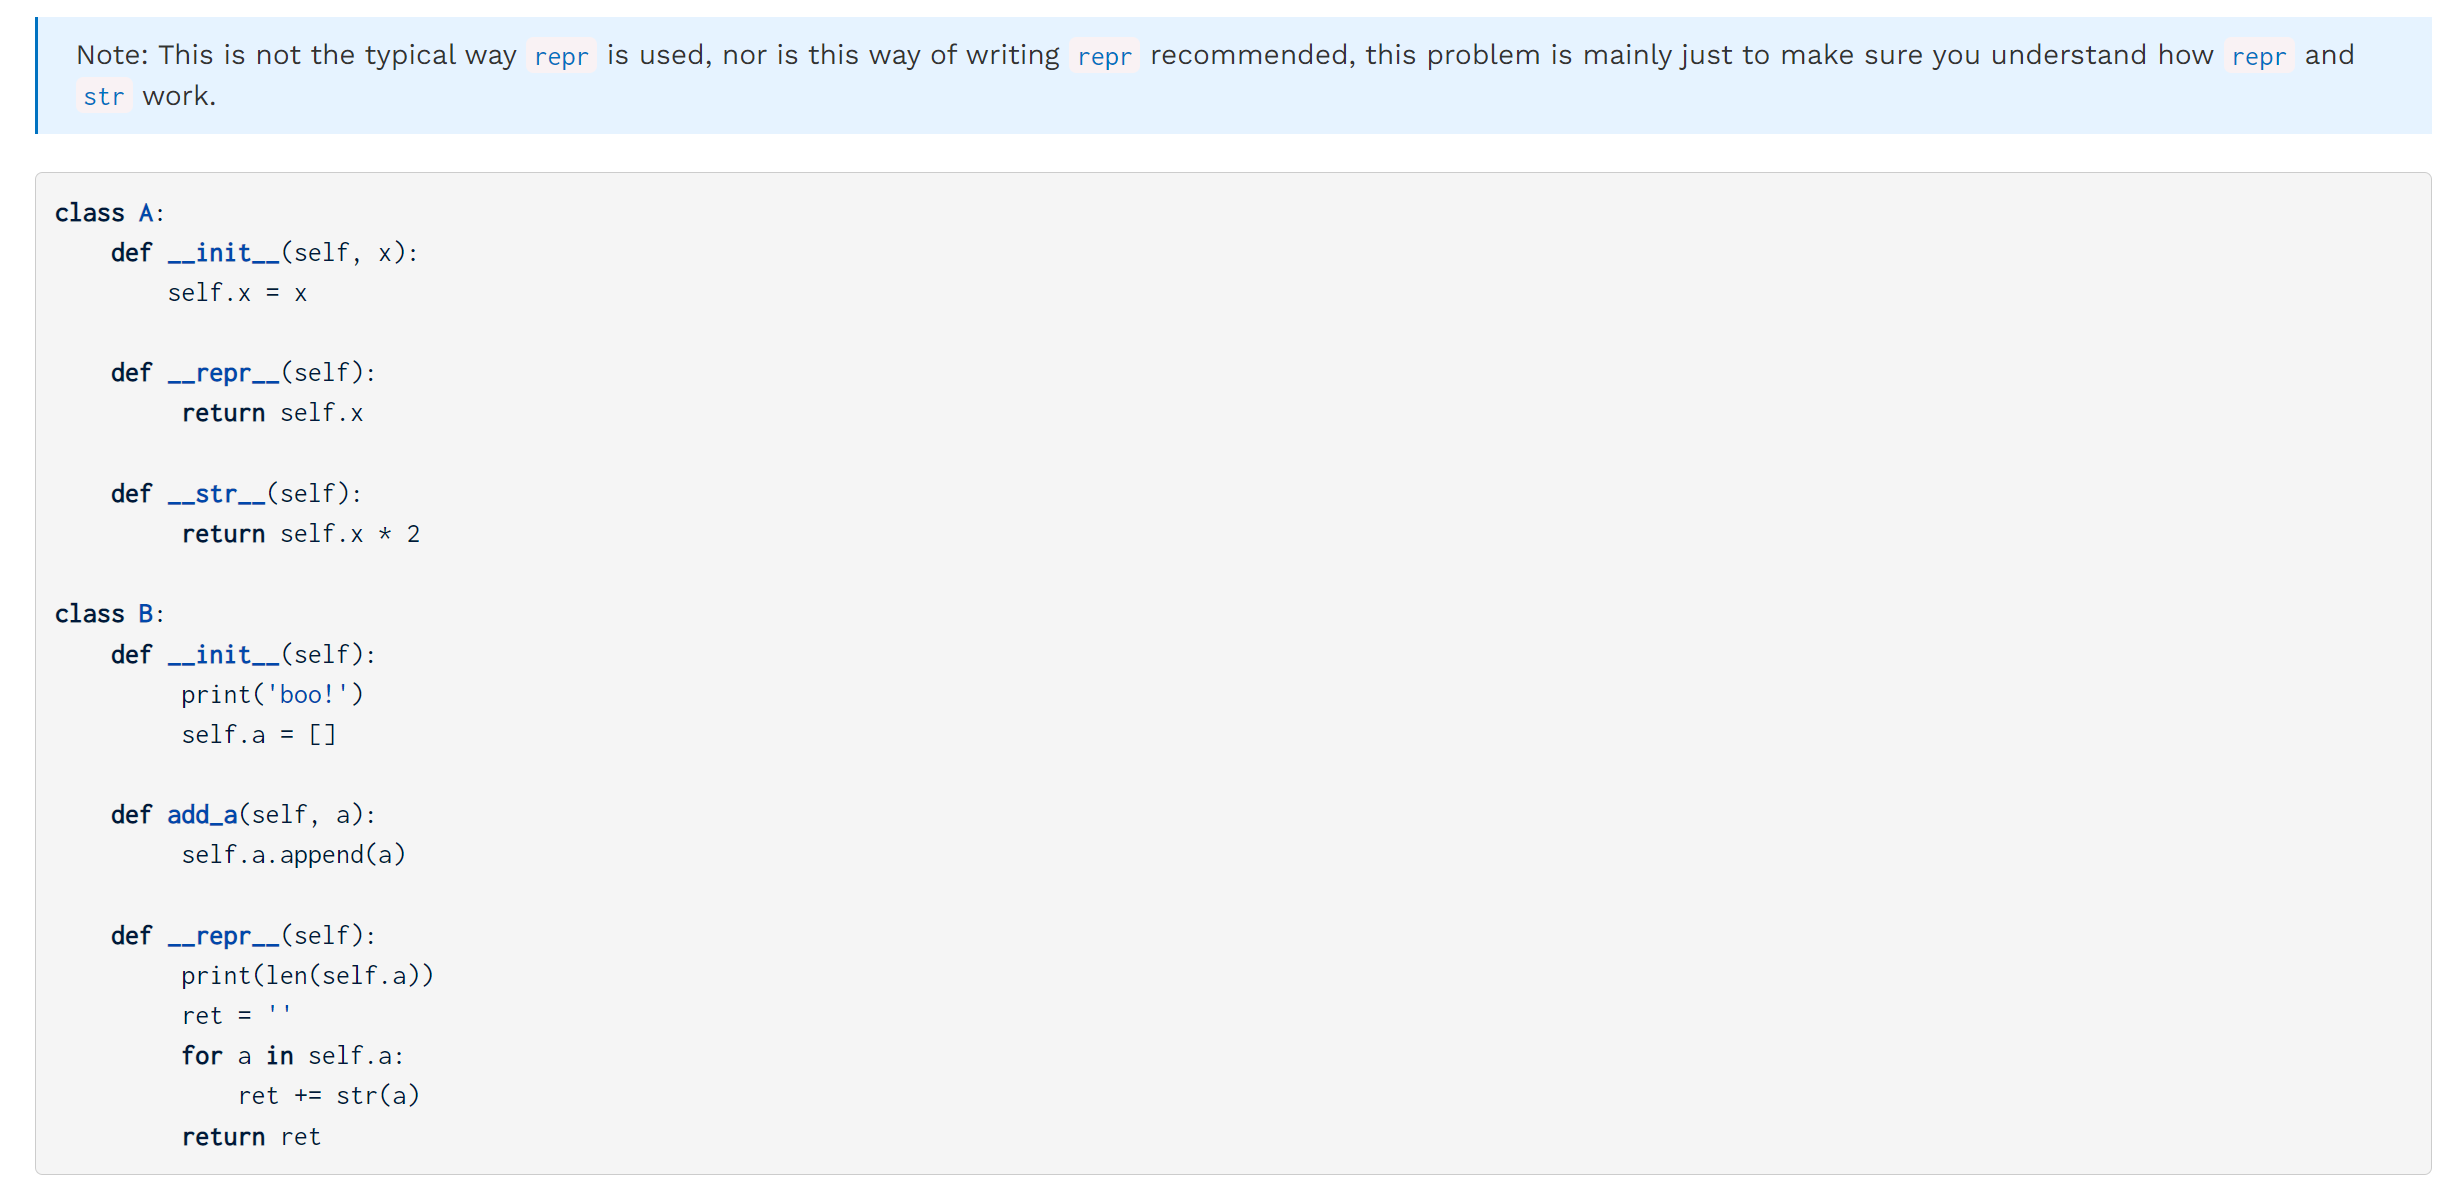 Note: This is not the typical way repr is used, nor is this way of writing repr recommended, this problem is mainly just to make sure you understand how repr and
str work.
class A:
    def __init__(self, x):
        self.x = x

    def __repr__(self):
         return self.x

    def __str__(self):
         return self.x * 2

class B:
    def __init__(self):
         print('boo!')
         self.a = []

    def add_a(self, a):
         self.a.append(a)

    def __repr__(self):
         print(len(self.a))
         ret = ''
         for a in self.a:
             ret += str(a)
         return ret